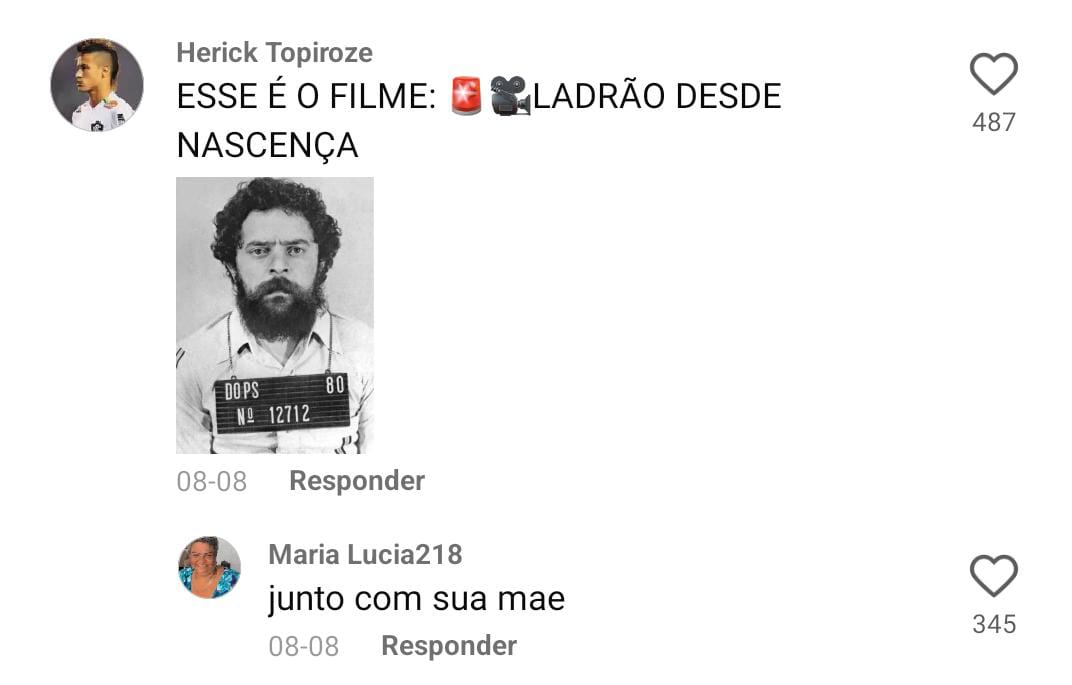 Herick Topiroze
ESSE É O FILME: 🚨🎥LADRÃO DESDE
NASCENÇA
487
DOPS 80
Nº 12712
08-08 Responder
Maria Lucia218
junto com sua mae
345
08-08 Responder